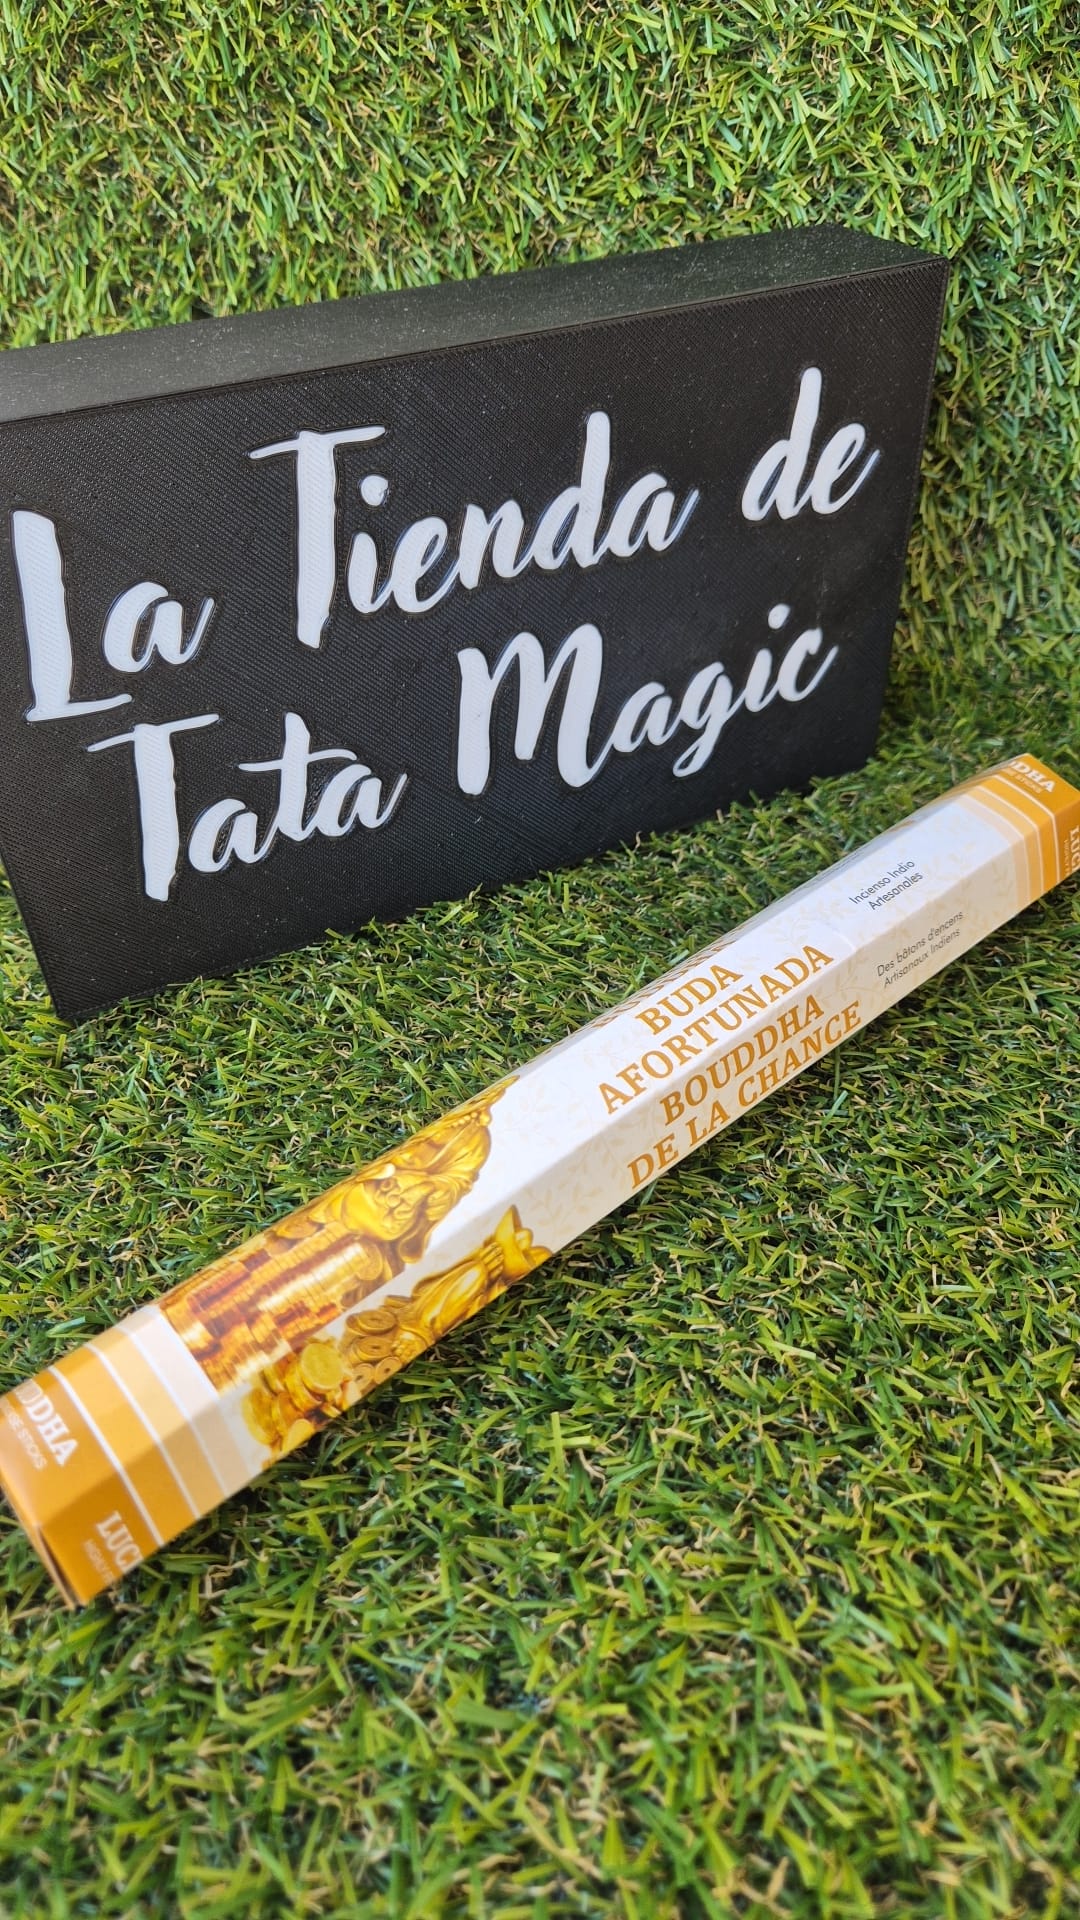 La Tienda de
Tata Magic
BUDA
AFORTUNADA
BOUDDHA
DE LA CHANCE
Incienso Indio
Artesanales
Des bâtons d'encens
Artisanaux Indiens